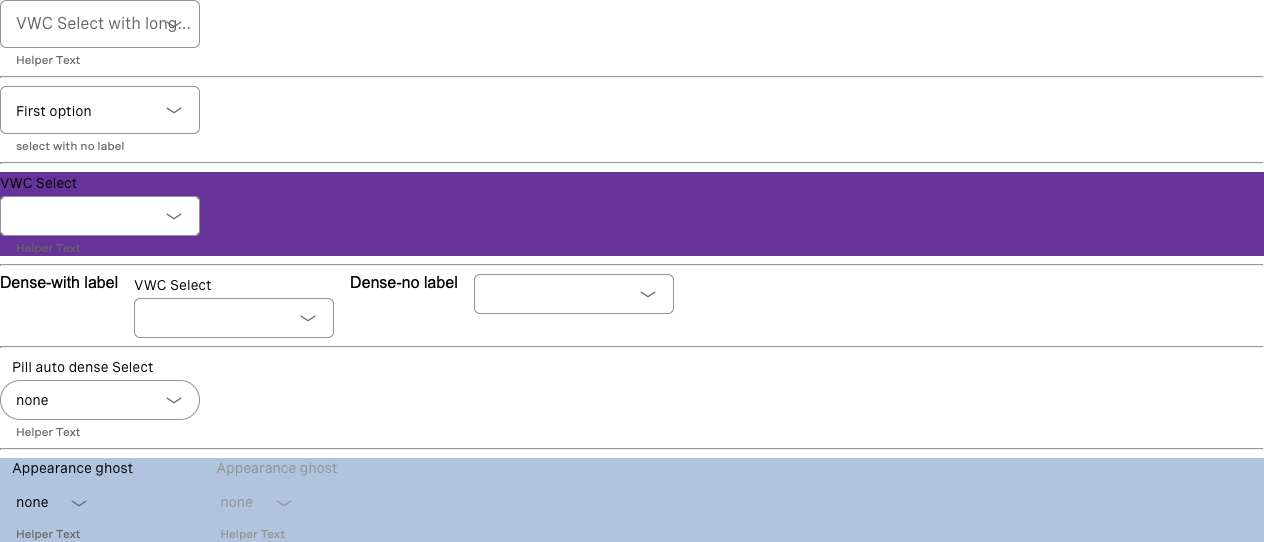 VWC Select with long...
Helper Text
First option
select with no label
VWC Select
Helper Text
Dense-with label
VWC Select
Dense-no label
Pill auto dense Select
none
Helper Text
Appearance ghost
Appearance ghost
none
none
Helper Text
Helper Text